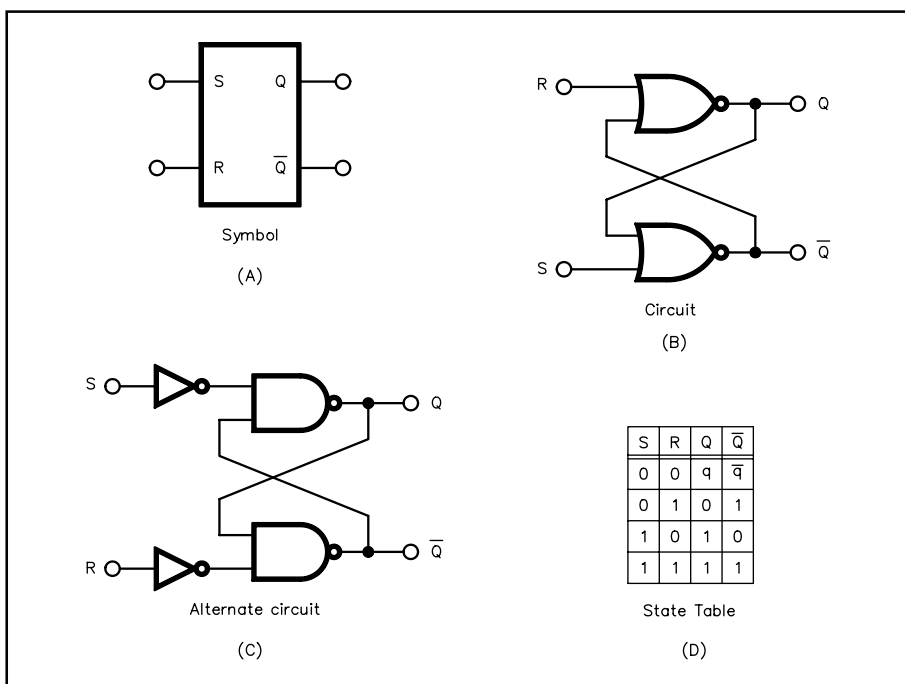 S Q
R Q̅
Symbol
(A)
R Q
S Q̅
Circuit
(B)
S Q
R Q̅
Alternate circuit
(C)
S R Q Q̅
0 0 q q̅
0 1 0 1
1 0 1 0
1 1 1 1
State Table
(D)